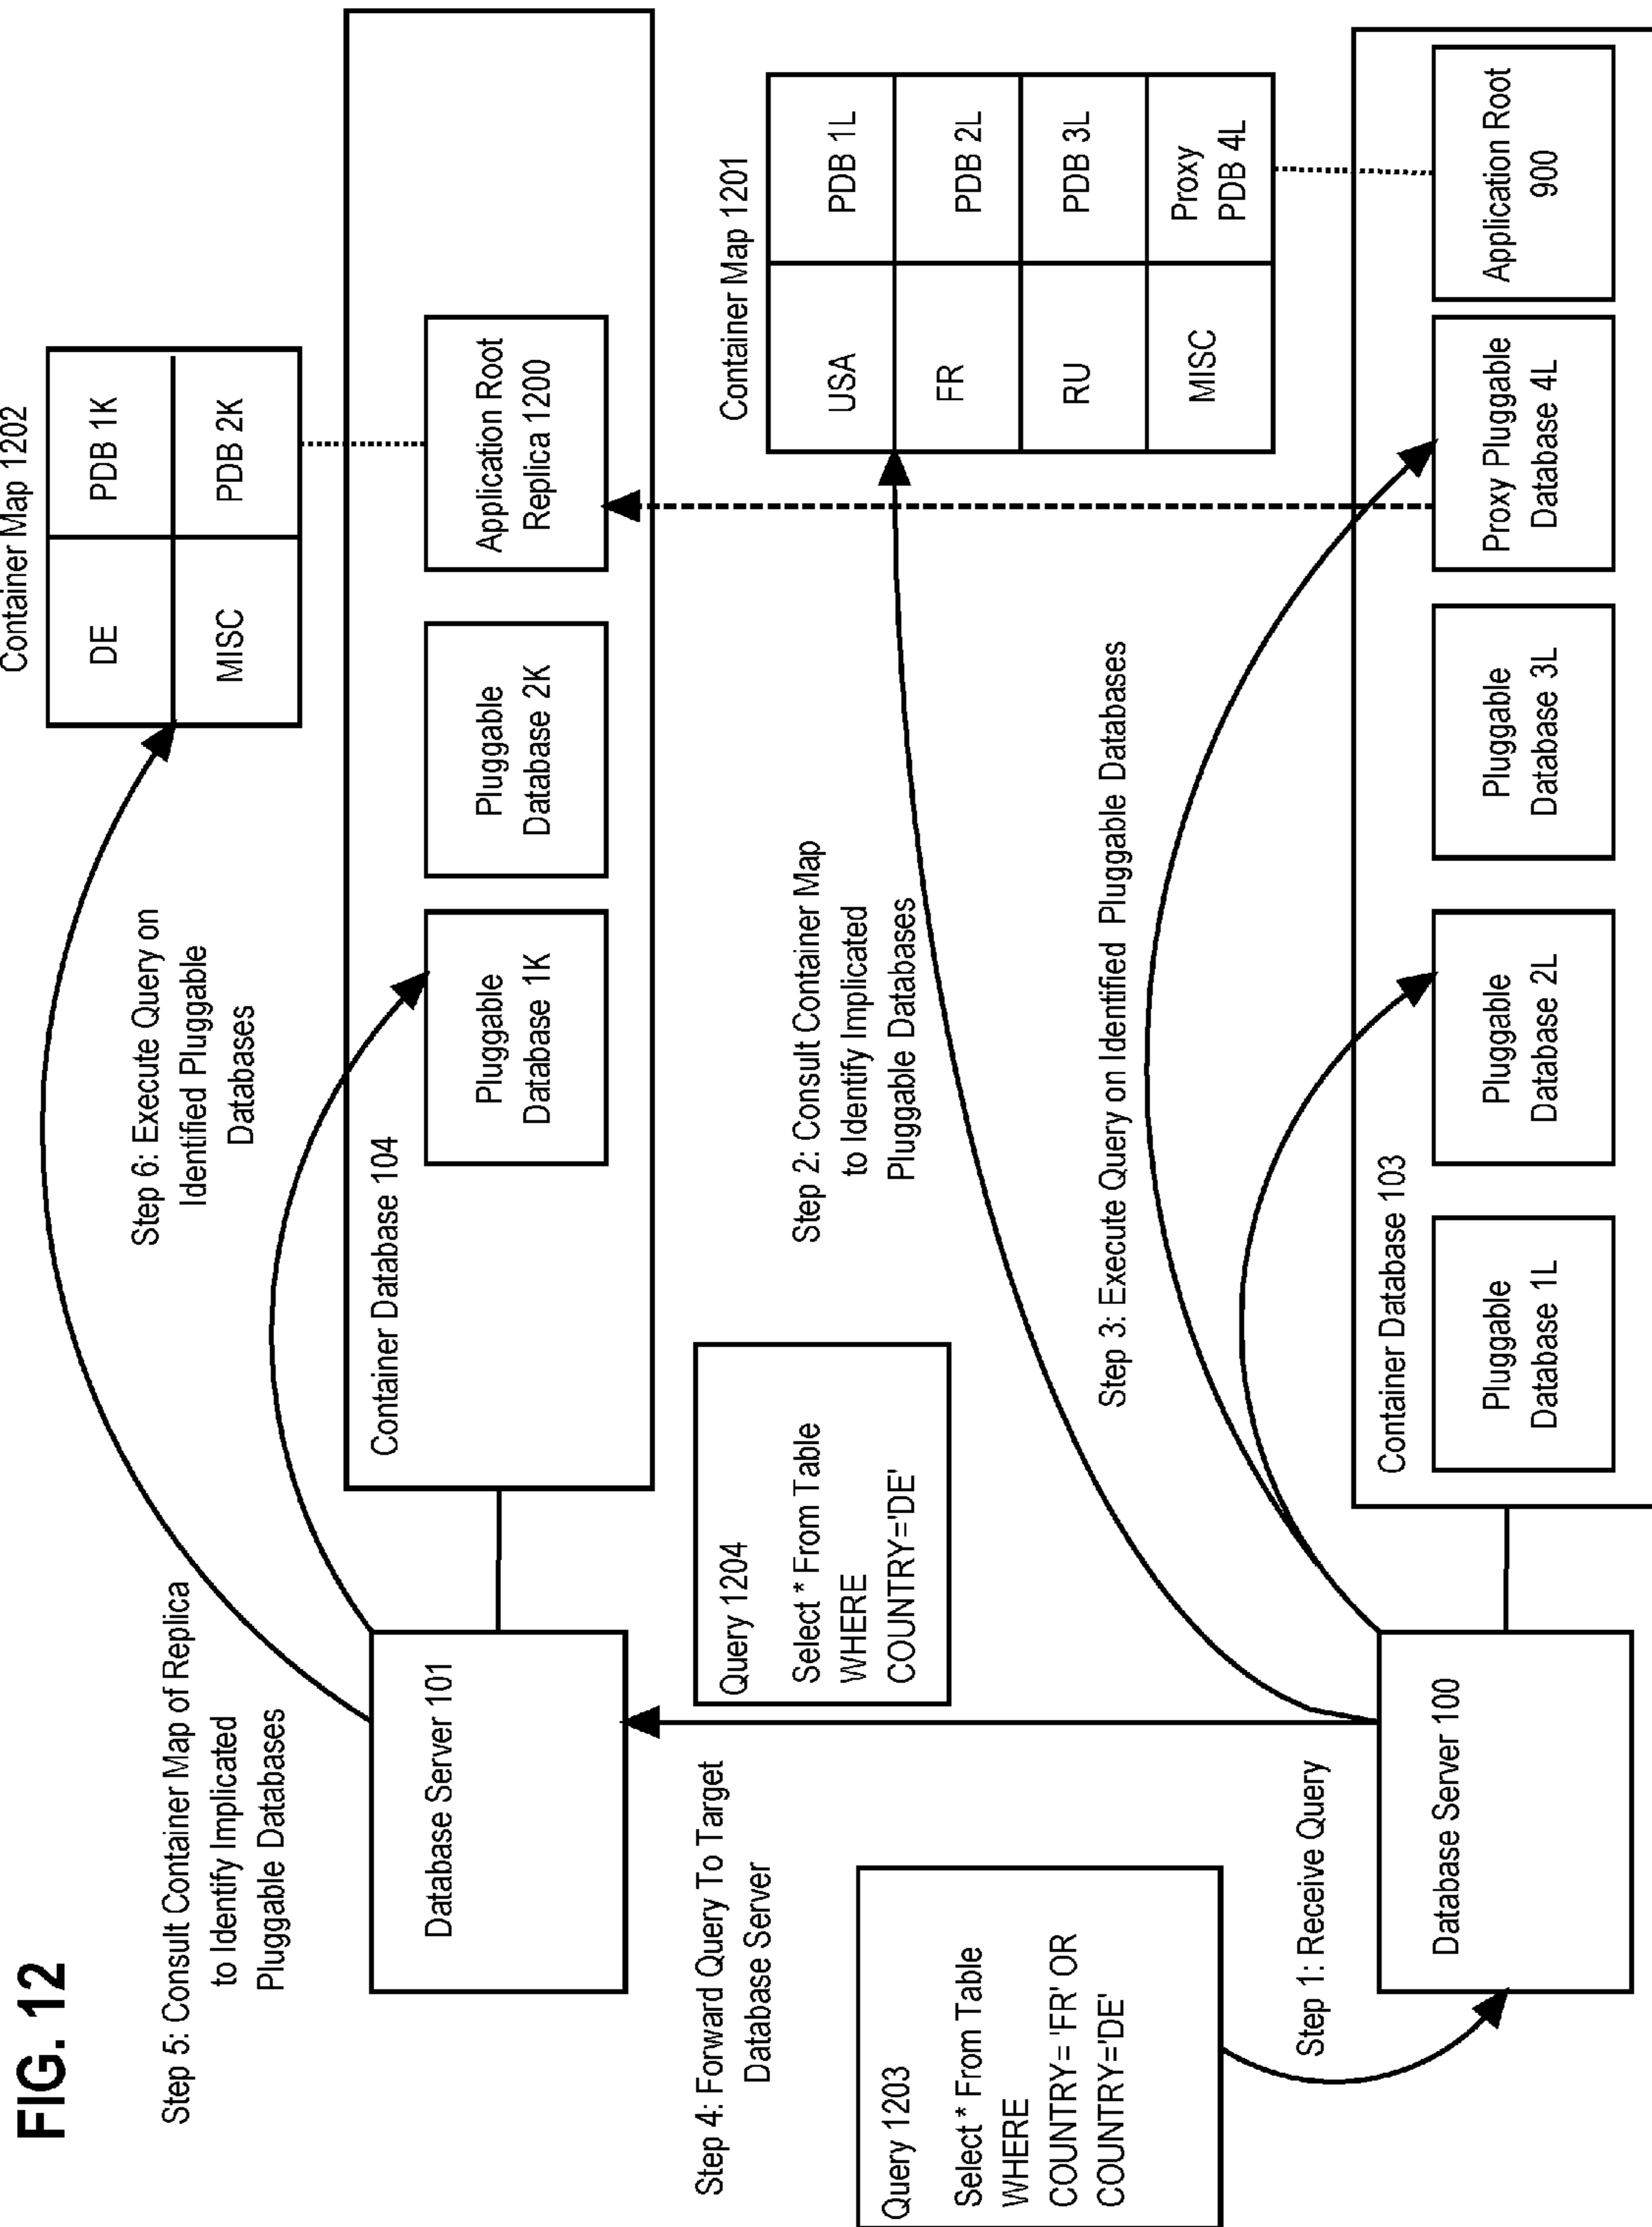 FIG. 12
Step 5: Consult Container Map of Replica
to Identify Implicated
Pluggable Databases
Step 6: Execute Query on
Identified Pluggable
Databases
Container Map 1202
DE
PDB 1K
MISC
PDB 2K
Database Server 101
Container Database 104
Pluggable
Database 1K
Pluggable
Database 2K
Application Root
Replica 1200
Step 4: Forward Query To Target
Database Server
Query 1204
Select * From Table
WHERE
COUNTRY='DE'
Step 2: Consult Container Map
to Identify Implicated
Pluggable Databases
Container Map 1201
USA
PDB 1L
FR
PDB 2L
RU
PDB 3L
MISC
Proxy
PDB 4L
Query 1203
Select * From Table
WHERE
COUNTRY= 'FR' OR
COUNTRY='DE'
Step 1: Receive Query
Step 3: Execute Query on Identified Pluggable Databases
Database Server 100
Container Database 103
Pluggable
Database 1L
Pluggable
Database 2L
Pluggable
Database 3L
Proxy Pluggable
Database 4L
Application Root
900